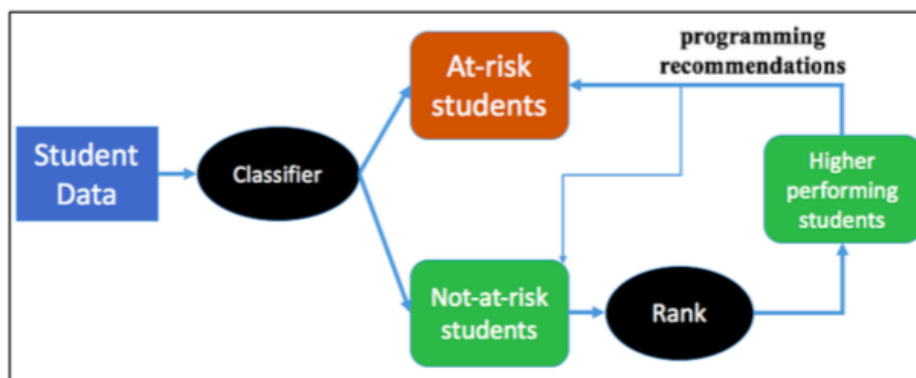 programming
recommendations
At-risk
students
Student
Data
Classifier
Higher
performing
students
Not-at-risk
students
Rank